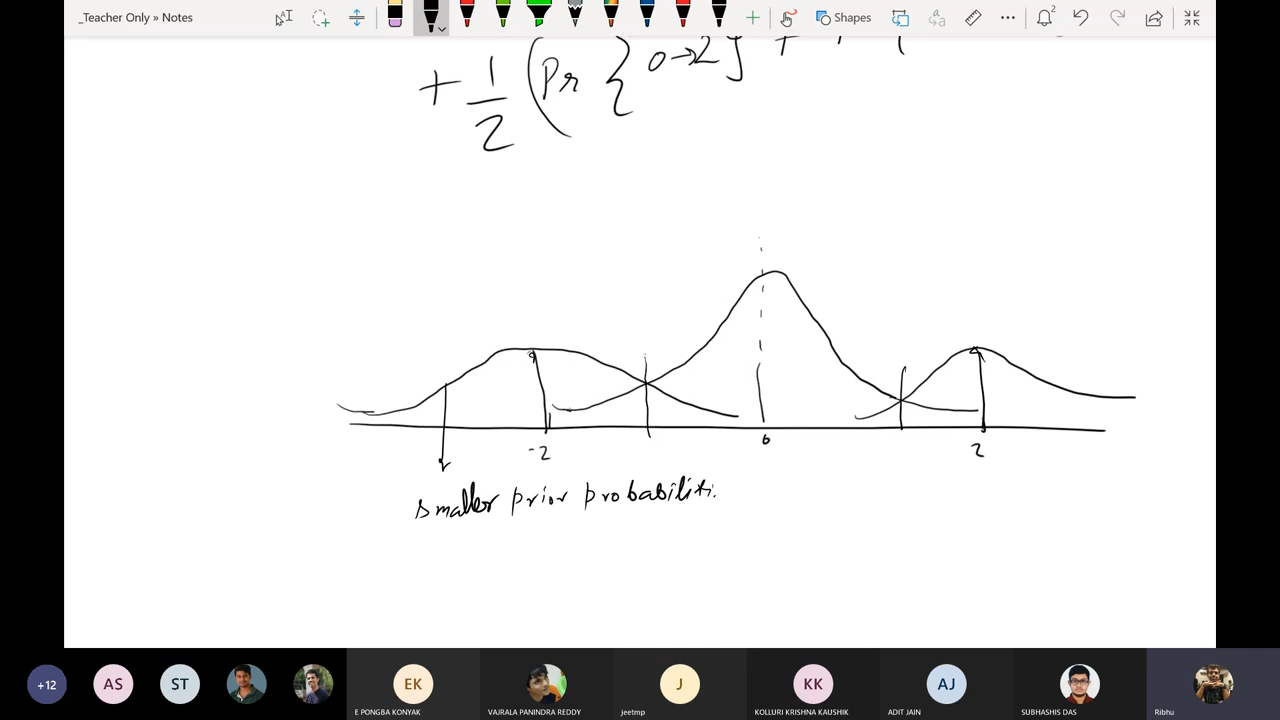 _Teacher Only » Notes
Shapes
2
+ 1/2 ( Pr { 0→2 } +
-2
0
2
smaller prior probabiliti.
+12
AS
ST
EK
J
KK
AJ
E PONGBA KONYAK
VAJRALA PANINDRA REDDY
jeetmp
KOLLURI KRISHNA KAUSHIK
ADIT JAIN
SUBHASHIS DAS
Ribhu